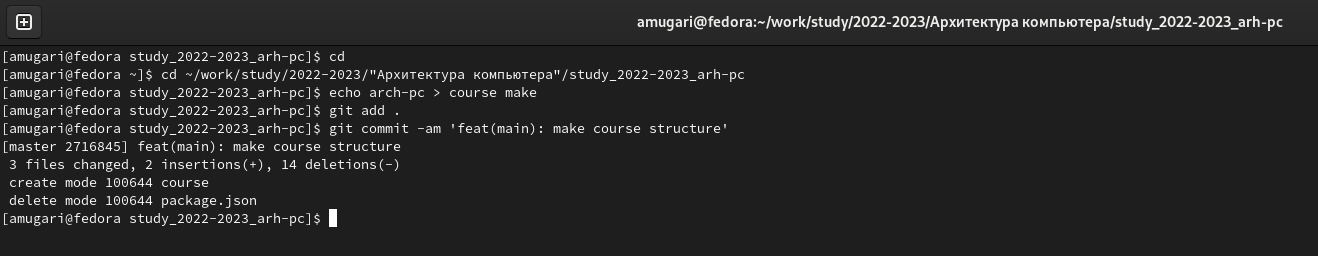 amugari@fedora:~/work/study/2022-2023/Архитектура компьютера/study_2022-2023_arh-pc
[amugari@fedora study_2022-2023_arh-pc]$ cd
[amugari@fedora ~]$ cd ~/work/study/2022-2023/"Архитектура компьютера"/study_2022-2023_arh-pc
[amugari@fedora study_2022-2023_arh-pc]$ echo arch-pc > course make
[amugari@fedora study_2022-2023_arh-pc]$ git add .
[amugari@fedora study_2022-2023_arh-pc]$ git commit -am 'feat(main): make course structure'
[master 2716845] feat(main): make course structure
 3 files changed, 2 insertions(+), 14 deletions(-)
 create mode 100644 course
 delete mode 100644 package.json
[amugari@fedora study_2022-2023_arh-pc]$